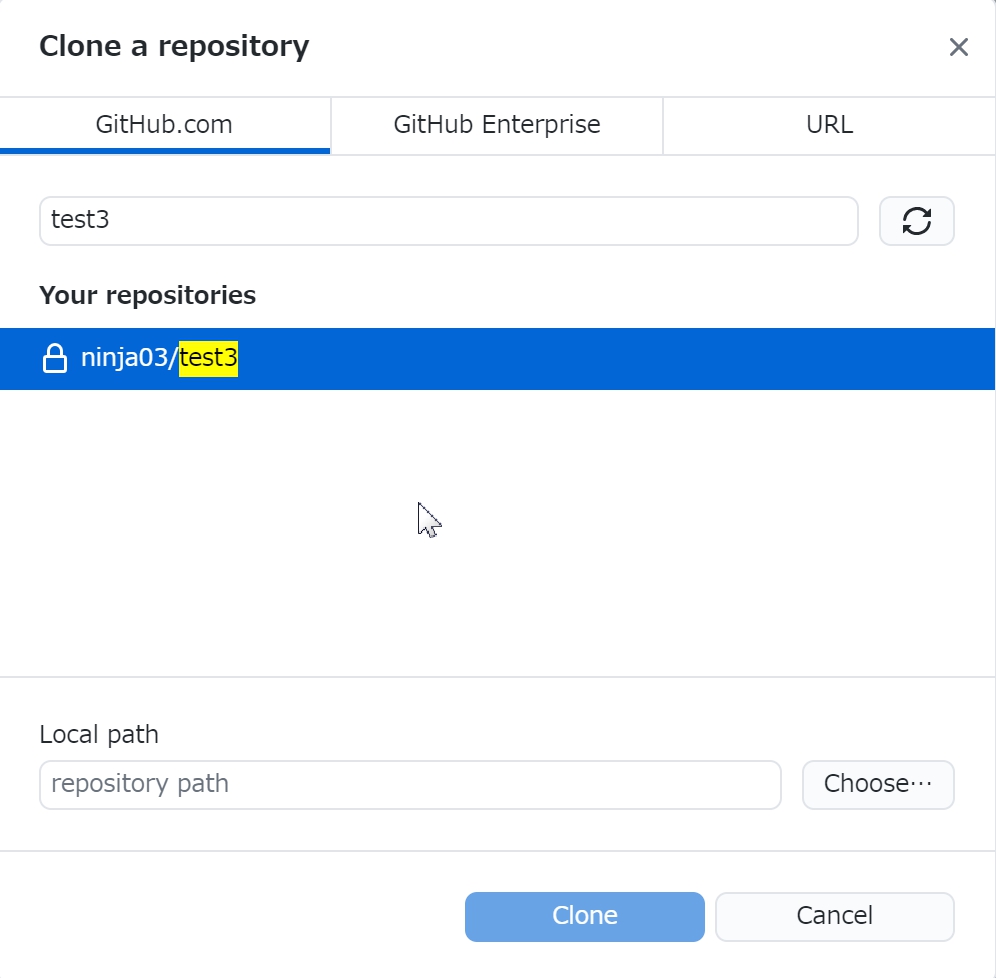 Clone a repository
GitHub.com
GitHub Enterprise
URL
test3
Your repositories
ninja03/test3
Local path
repository path
Choose…
Clone
Cancel